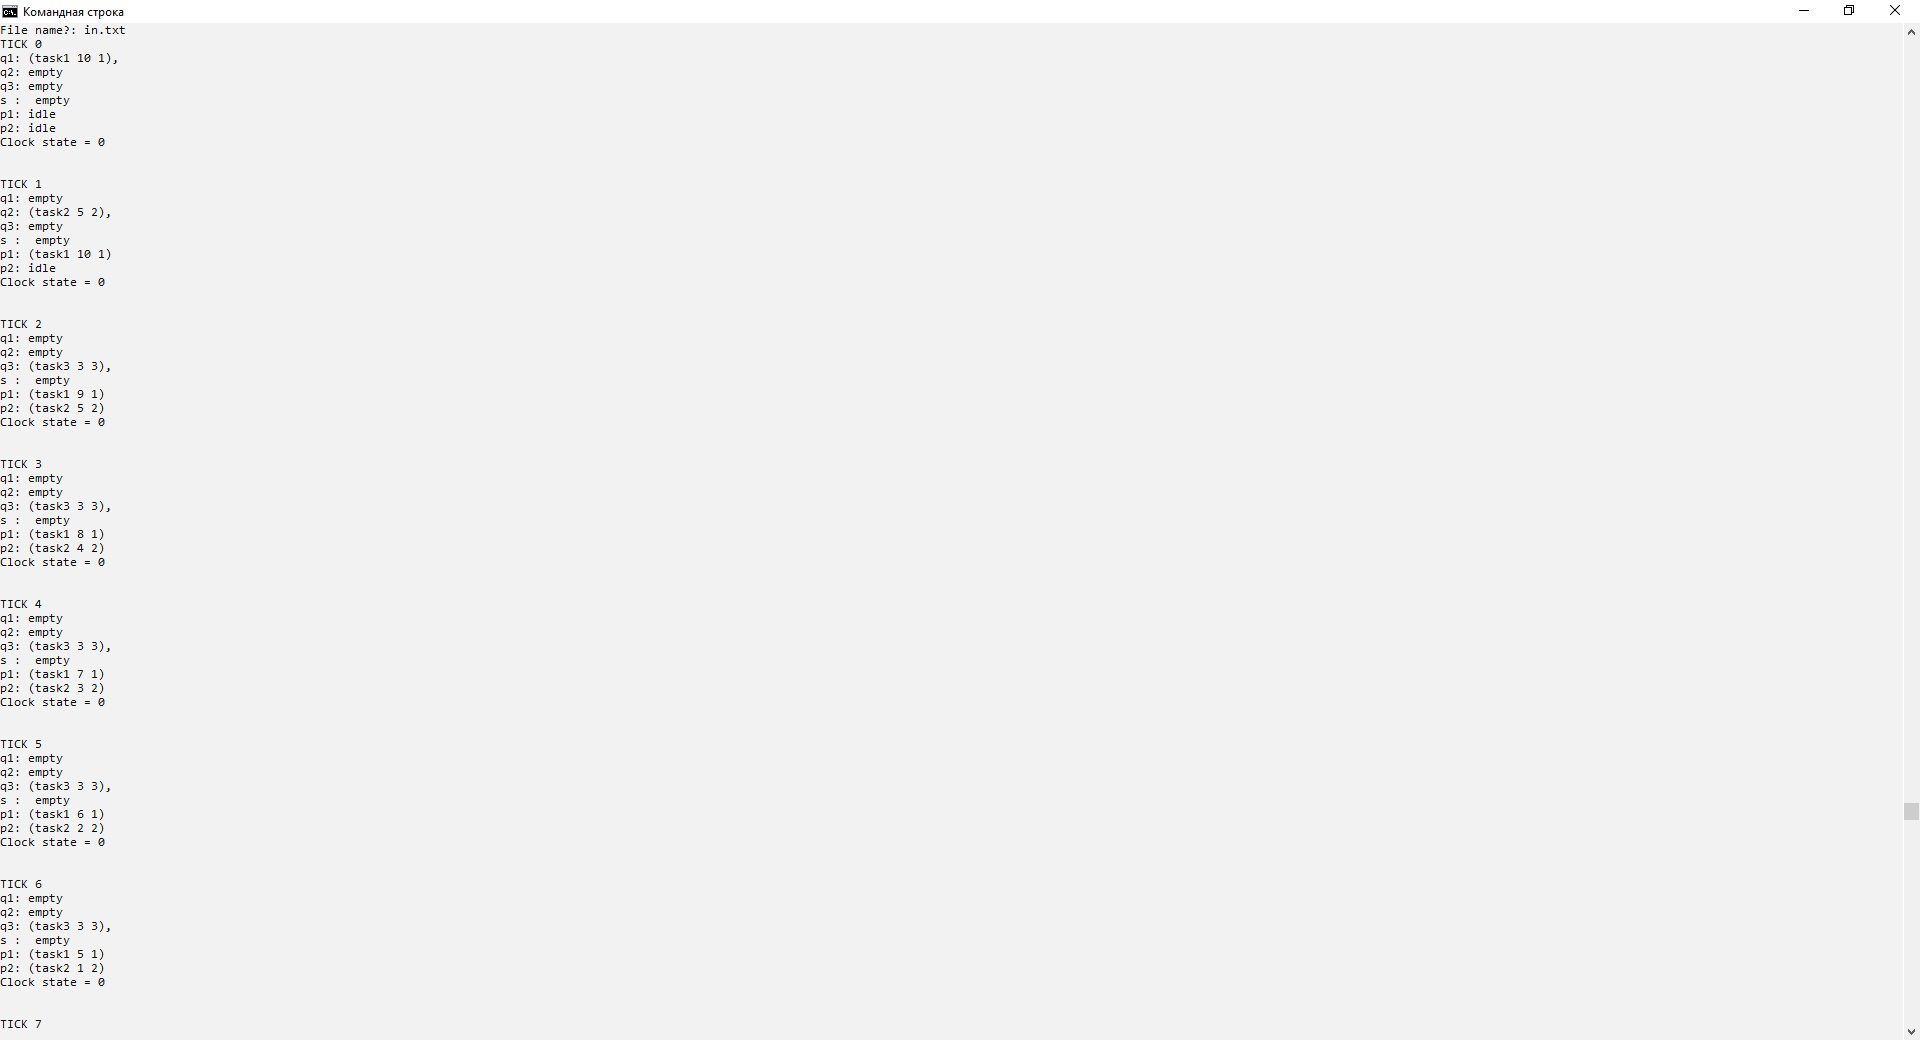 Командная строка
File name?: in.txt
TICK 0
q1: (task1 10 1),
q2: empty
q3: empty
s :  empty
p1: idle
p2: idle
Clock state = 0
TICK 1
q1: empty
q2: (task2 5 2),
q3: empty
s :  empty
p1: (task1 10 1)
p2: idle
Clock state = 0
TICK 2
q1: empty
q2: empty
q3: (task3 3 3),
s :  empty
p1: (task1 9 1)
p2: (task2 5 2)
Clock state = 0
TICK 3
q1: empty
q2: empty
q3: (task3 3 3),
s :  empty
p1: (task1 8 1)
p2: (task2 4 2)
Clock state = 0
TICK 4
q1: empty
q2: empty
q3: (task3 3 3),
s :  empty
p1: (task1 7 1)
p2: (task2 3 2)
Clock state = 0
TICK 5
q1: empty
q2: empty
q3: (task3 3 3),
s :  empty
p1: (task1 6 1)
p2: (task2 2 2)
Clock state = 0
TICK 6
q1: empty
q2: empty
q3: (task3 3 3),
s :  empty
p1: (task1 5 1)
p2: (task2 1 2)
Clock state = 0
TICK 7